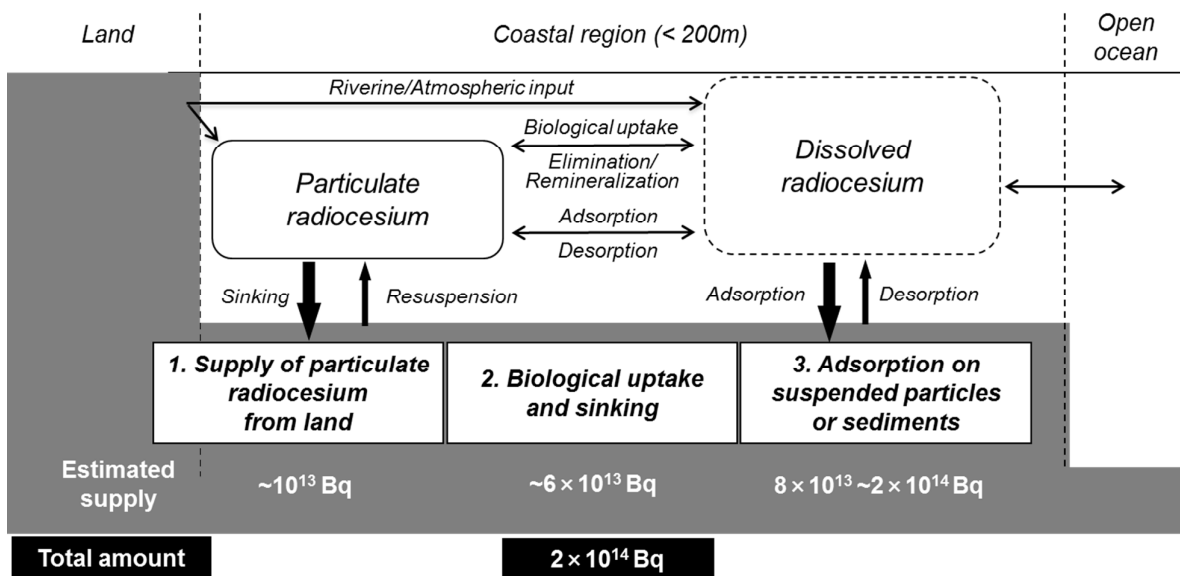 Land
Coastal region (< 200m)
Open
ocean
Riverine/Atmospheric input
Biological uptake
Elimination/
Remineralization
Particulate
radiocesium
Dissolved
radiocesium
Adsorption
Desorption
Sinking
Resuspension
Adsorption
Desorption
1. Supply of particulate
radiocesium
from land
2. Biological uptake
and sinking
3. Adsorption on
suspended particles
or sediments
Estimated
supply
~10¹³ Bq
~6 × 10¹³ Bq
8 × 10¹³ ~2 × 10¹⁴ Bq
Total amount
2 × 10¹⁴ Bq